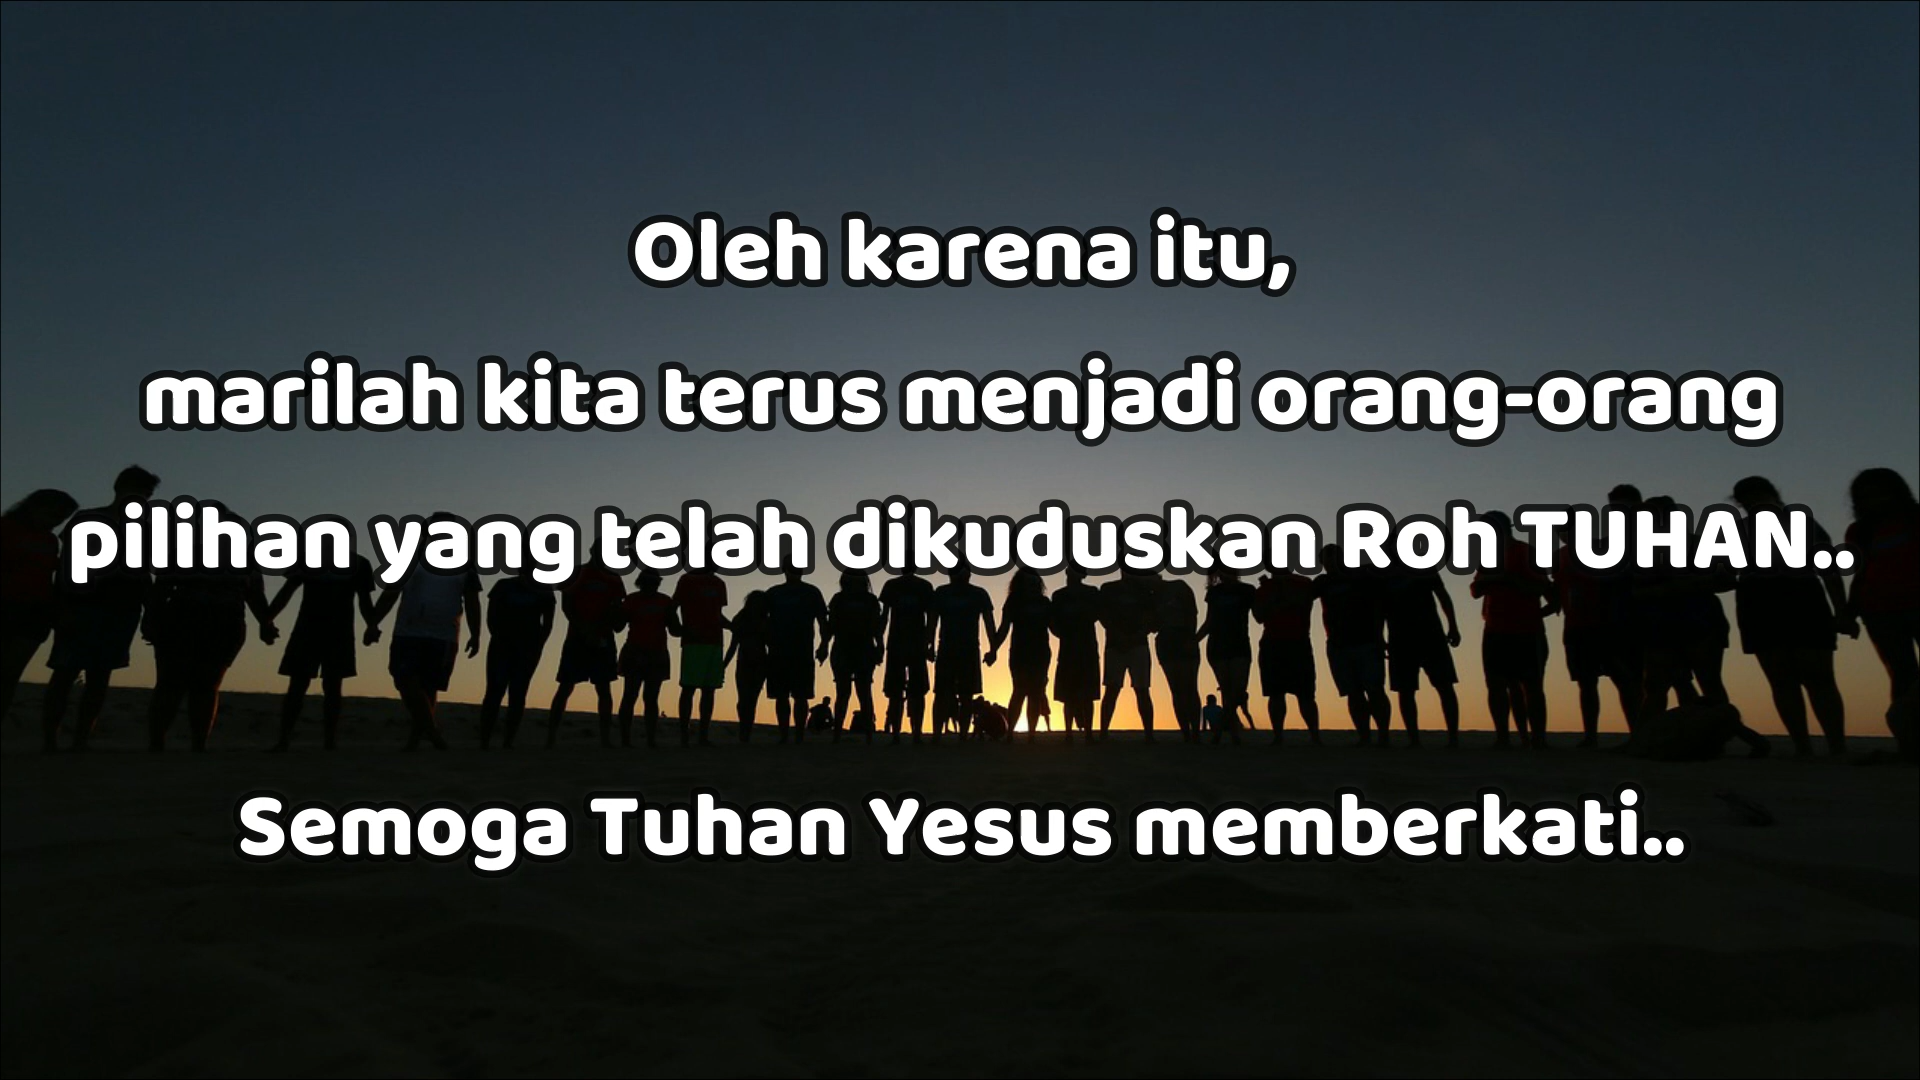 Oleh karena itu,
marilah kita terus menjadi orang-orang
pilihan yang telah dikuduskan Roh TUHAN..
Semoga Tuhan Yesus memberkati..